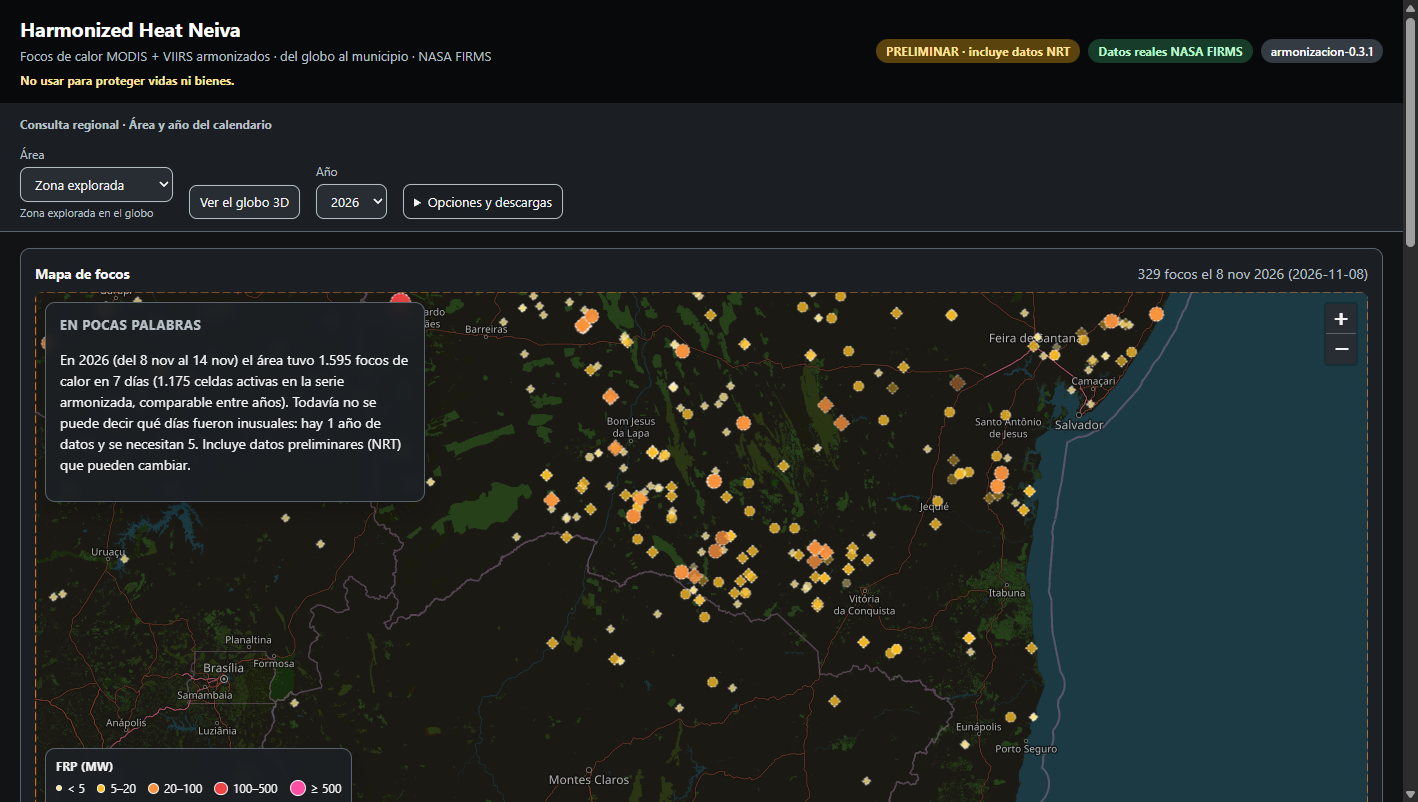 Harmonized Heat Neiva
Focos de calor MODIS + VIIRS armonizados · del globo al municipio · NASA FIRMS
No usar para proteger vidas ni bienes.
PRELIMINAR · incluye datos NRT
Datos reales NASA FIRMS
armonizacion-0.3.1
Consulta regional · Área y año del calendario
Área
Zona explorada
Zona explorada en el globo
Ver el globo 3D
Año
2026
▶ Opciones y descargas
Mapa de focos
329 focos el 8 nov 2026 (2026-11-08)
EN POCAS PALABRAS
En 2026 (del 8 nov al 14 nov) el área tuvo 1.595 focos de
calor en 7 días (1.175 celdas activas en la serie
armonizada, comparable entre años). Todavía no se
puede decir qué días fueron inusuales: hay 1 año de
datos y se necesitan 5. Incluye datos preliminares (NRT)
que pueden cambiar.
+
−
Barreiras
Feira de Santana
Camaçari
Salvador
Santo Antônio
de Jesus
Bom Jesus
da Lapa
Jequié
Uruaçu
Itabuna
Vitória
da Conquista
Planaltina
Formosa
Brasília
Samambaia
Anápolis
Luziânia
Eunápolis
Porto Seguro
Montes Claros
FRP (MW)
< 5
5–20
20–100
100–500
≥ 500